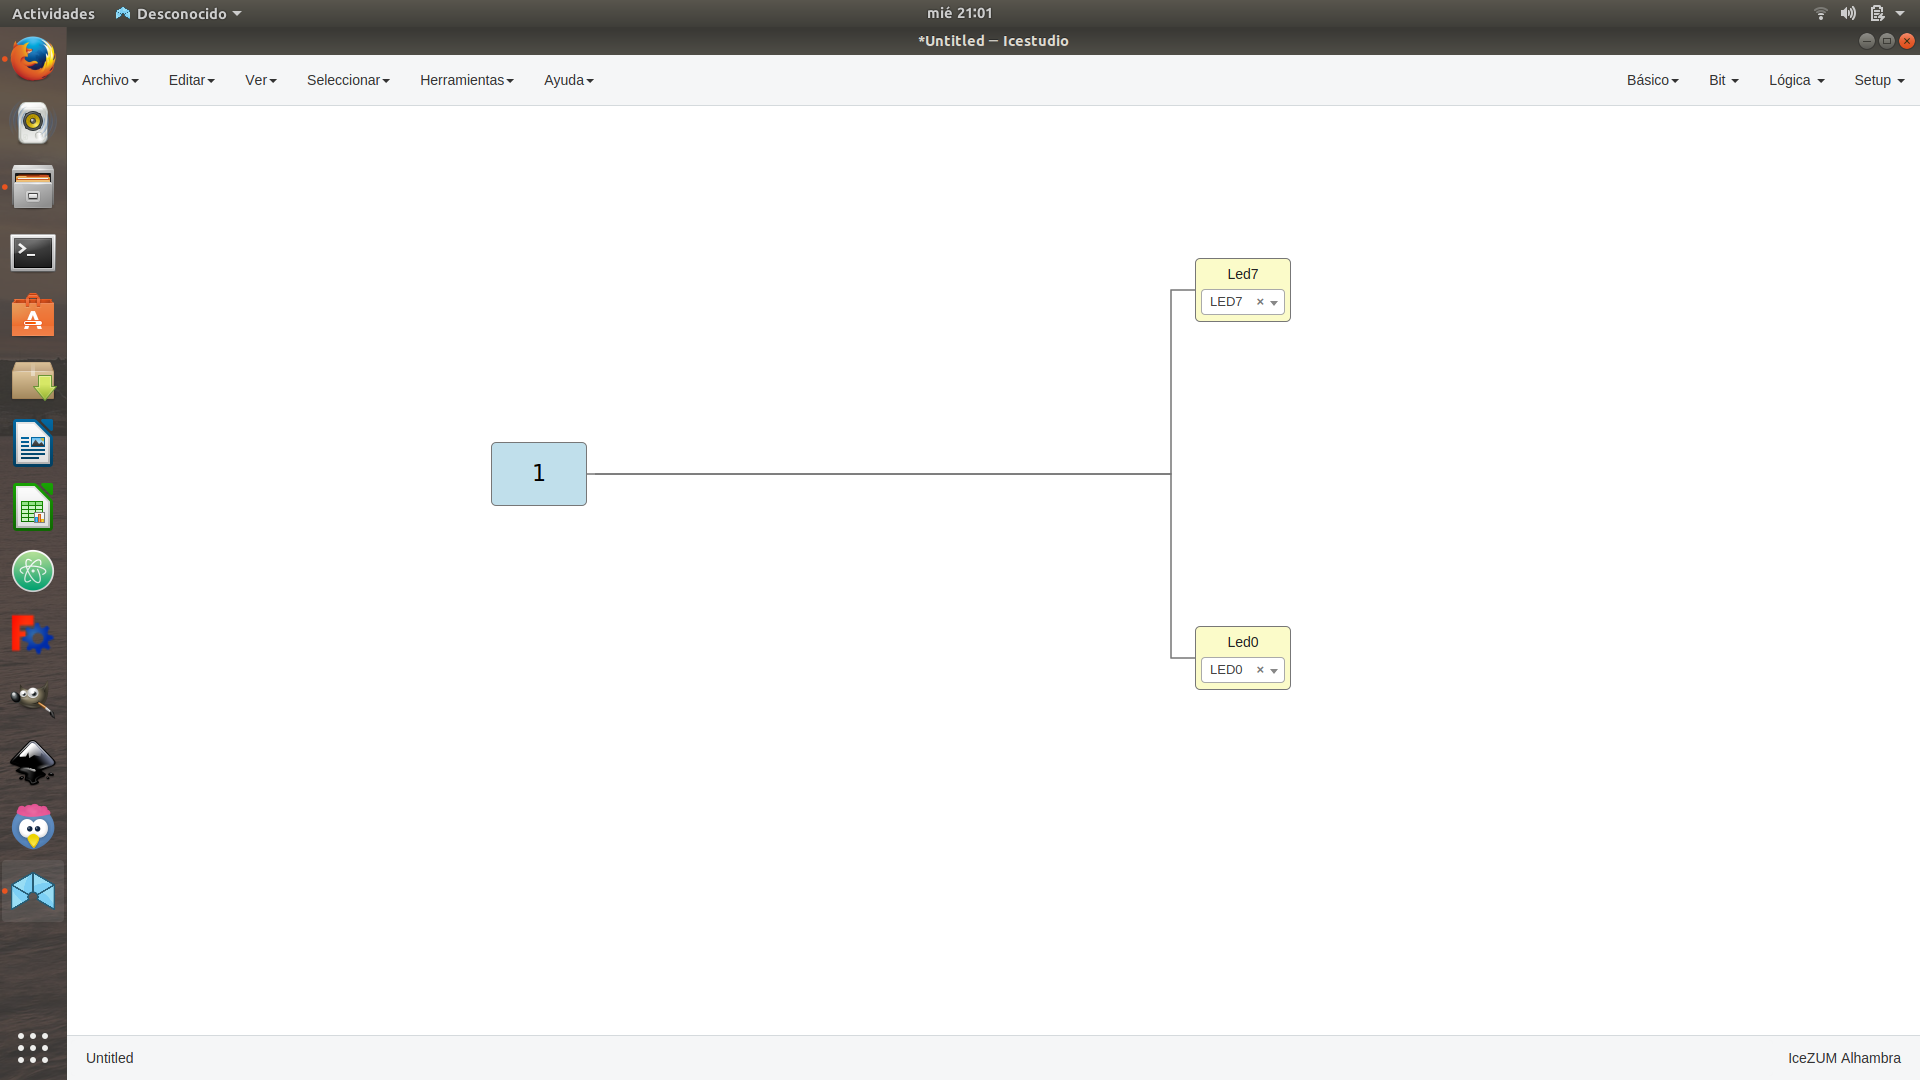 Actividades Desconocido mié 21:01
*Untitled – Icestudio
Archivo Editar Ver Seleccionar Herramientas Ayuda Básico Bit Lógica Setup
Led7
LED7 ×
1
Led0
LED0 ×
Untitled IceZUM Alhambra